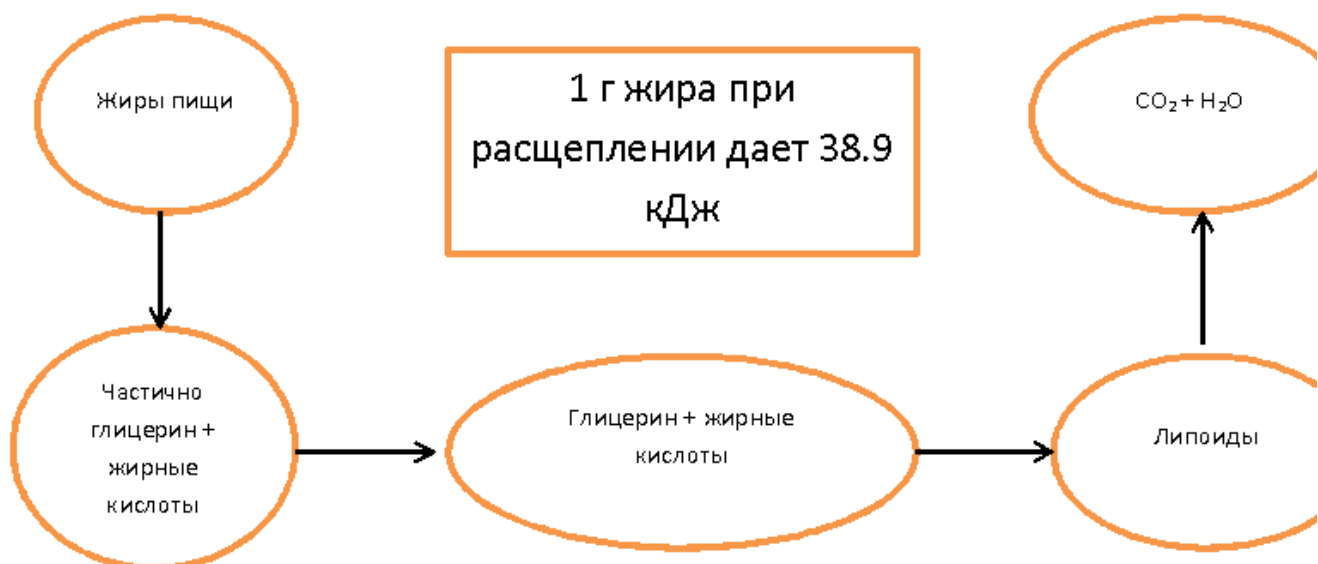 Жиры пищи
1 г жира при
расщеплении дает 38.9
кДж
CO₂ + H₂O
Частично
глицерин +
жирные
кислоты
Глицерин + жирные
кислоты
Липоиды